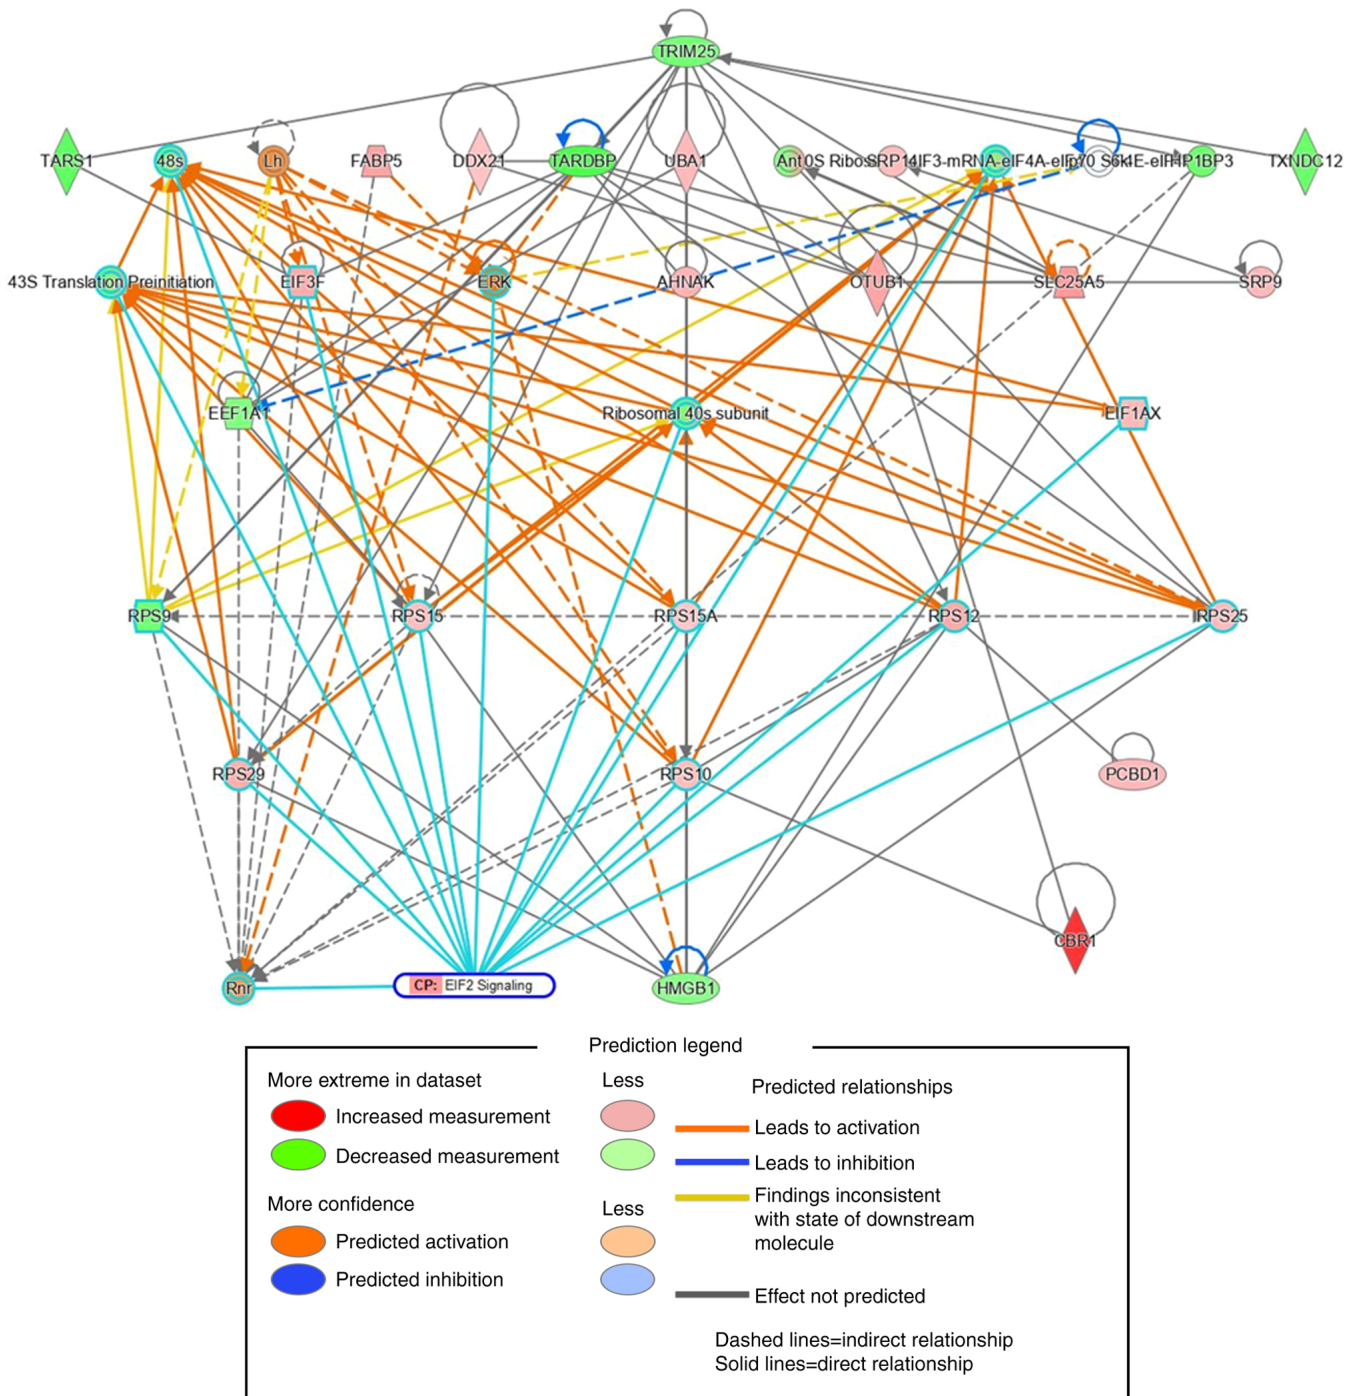 TRIM25
TARS1
48s
Lh
FABP5
DDX21
TARDBP
UBA1
SRP14
TXNDC12
43S Translation Preinitiation
EIF3F
ERK
AHNAK
OTUB1
SLC25A5
SRP9
EEF1A1
Ribosomal 40s subunit
EIF1AX
RPS9
RPS15
RPS15A
RPS12
RPS25
RPS29
RPS10
PCBD1
CBR1
Rnr
CP: EIF2 Signaling
HMGB1
Prediction legend
More extreme in dataset
Less
Increased measurement
Decreased measurement
More confidence
Less
Predicted activation
Predicted inhibition
Predicted relationships
Leads to activation
Leads to inhibition
Findings inconsistent
with state of downstream
molecule
Effect not predicted
Dashed lines=indirect relationship
Solid lines=direct relationship